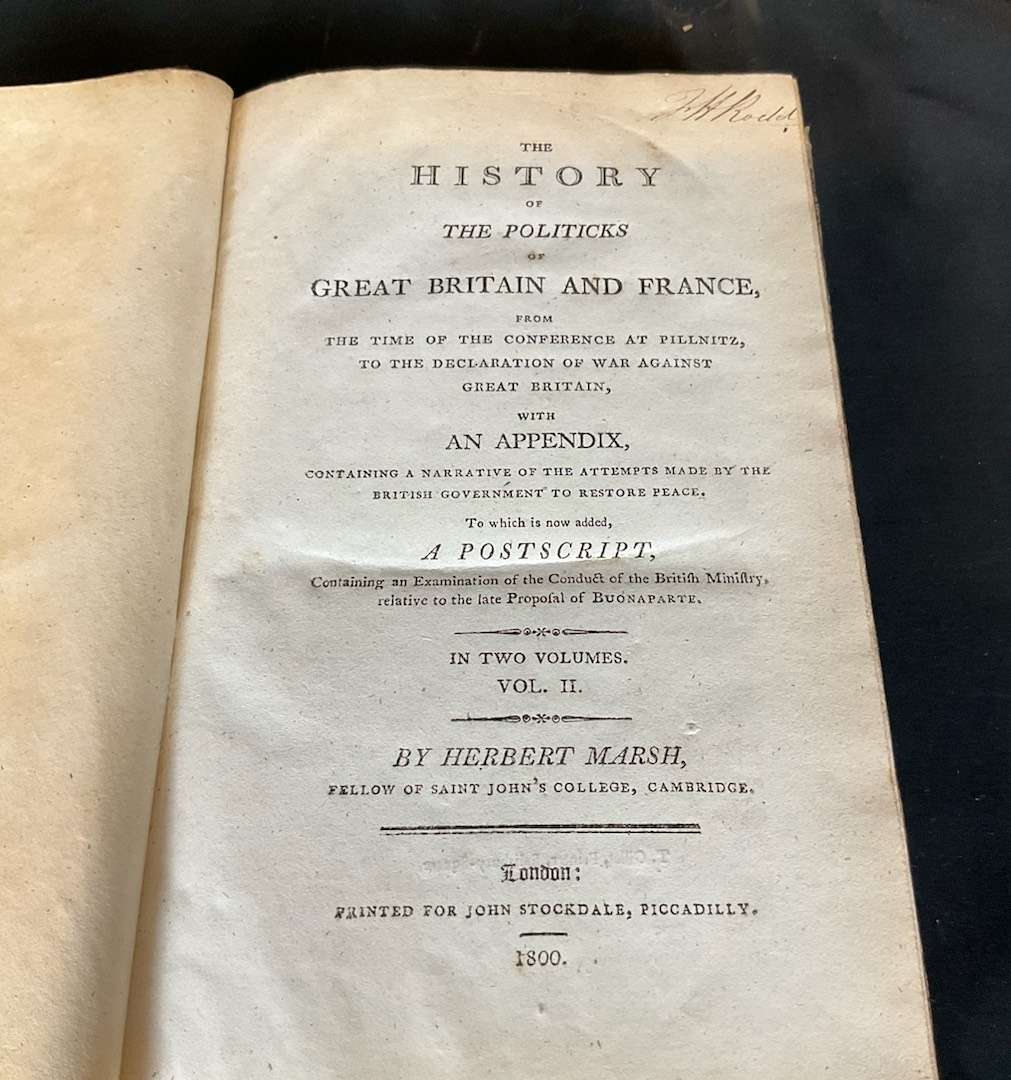 F H Rodd
THE
HISTORY
OF
THE POLITICKS
OF
GREAT BRITAIN AND FRANCE,
FROM
THE TIME OF THE CONFERENCE AT PILLNITZ,
TO THE DECLARATION OF WAR AGAINST
GREAT BRITAIN,
WITH
AN APPENDIX,
CONTAINING A NARRATIVE OF THE ATTEMPTS MADE BY THE
BRITISH GOVERNMENT TO RESTORE PEACE.
To which is now added,
A POSTSCRIPT,
Containing an Examination of the Conduct of the British Miniſtry,
relative to the late Propoſal of BUONAPARTE.
IN TWO VOLUMES.
VOL. II.
BY HERBERT MARSH,
FELLOW OF SAINT JOHN'S COLLEGE, CAMBRIDGE.
London:
PRINTED FOR JOHN STOCKDALE, PICCADILLY.
1800.